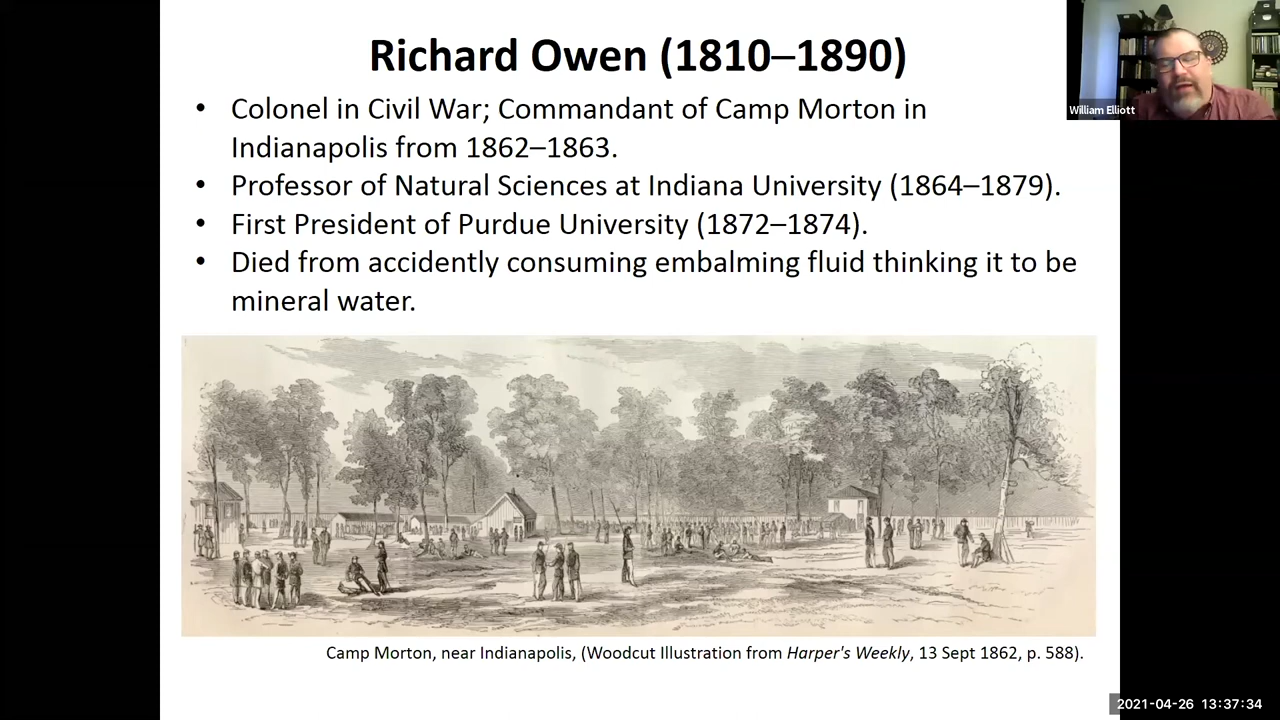 Richard Owen (1810–1890)
William Elliott
• Colonel in Civil War; Commandant of Camp Morton in
Indianapolis from 1862–1863.
• Professor of Natural Sciences at Indiana University (1864–1879).
• First President of Purdue University (1872–1874).
• Died from accidently consuming embalming fluid thinking it to be
mineral water.
Camp Morton, near Indianapolis, (Woodcut Illustration from Harper's Weekly, 13 Sept 1862, p. 588).
2021-04-26 13:37:34